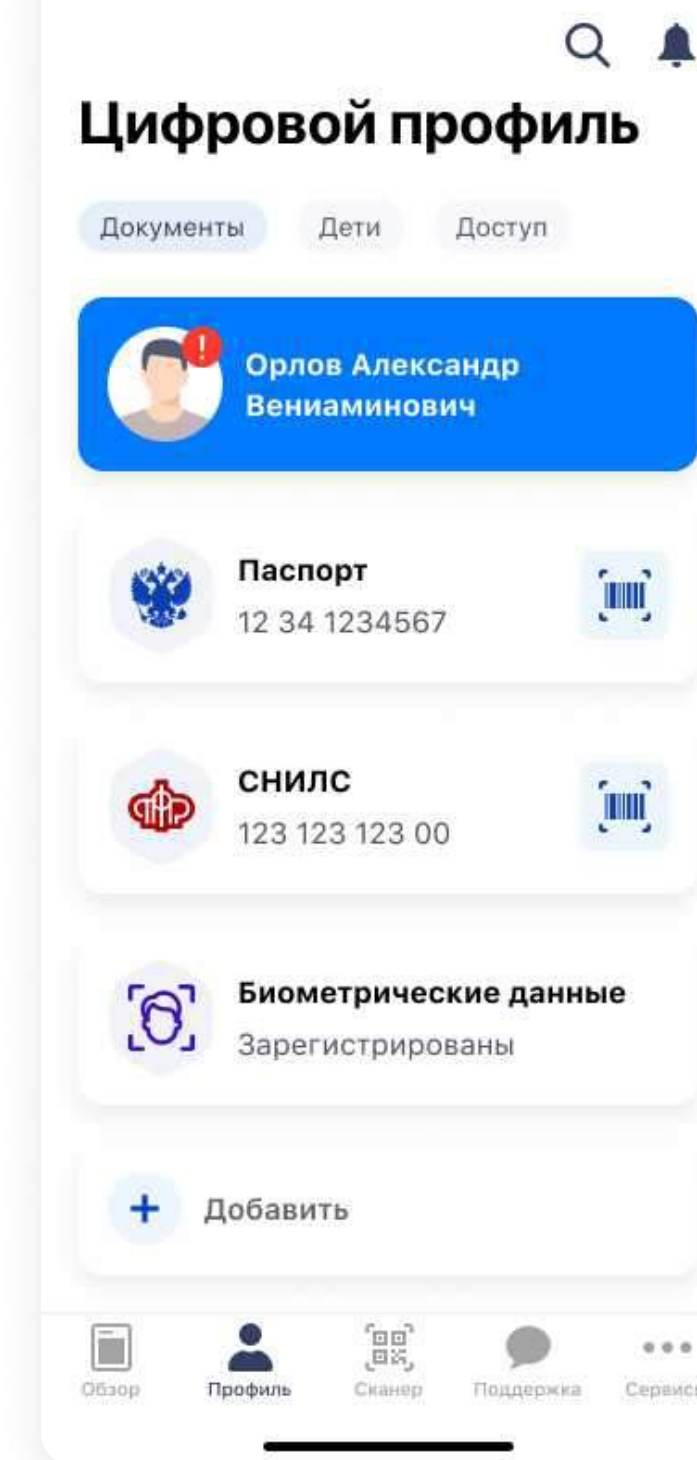 Цифровой профиль
Документы Дети Доступ
Орлов Александр
Вениаминович
Паспорт
12 34 1234567
СНИЛС
123 123 123 00
Биометрические данные
Зарегистрированы
Добавить
Обзор Профиль Сканер Поддержка